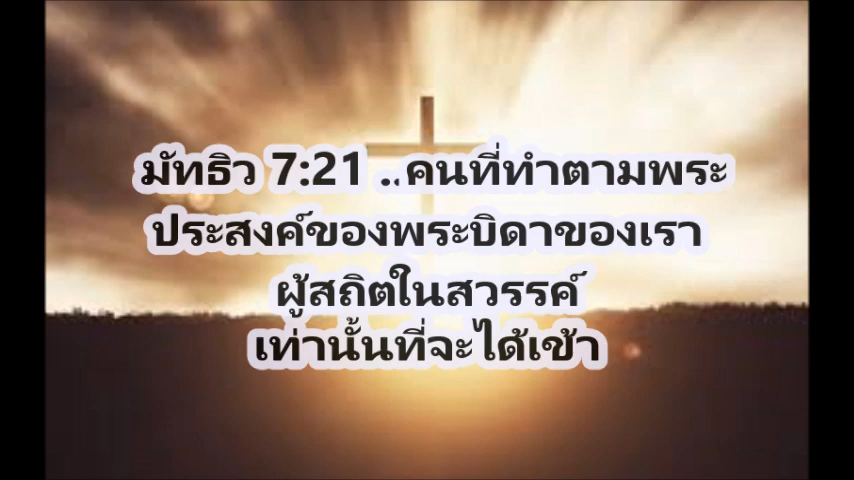 มัทธิว 7:21 ..คนที่ทำตามพระ
ประสงค์ของพระบิดาของเรา
ผู้สถิตในสวรรค์
เท่านั้นที่จะได้เข้า